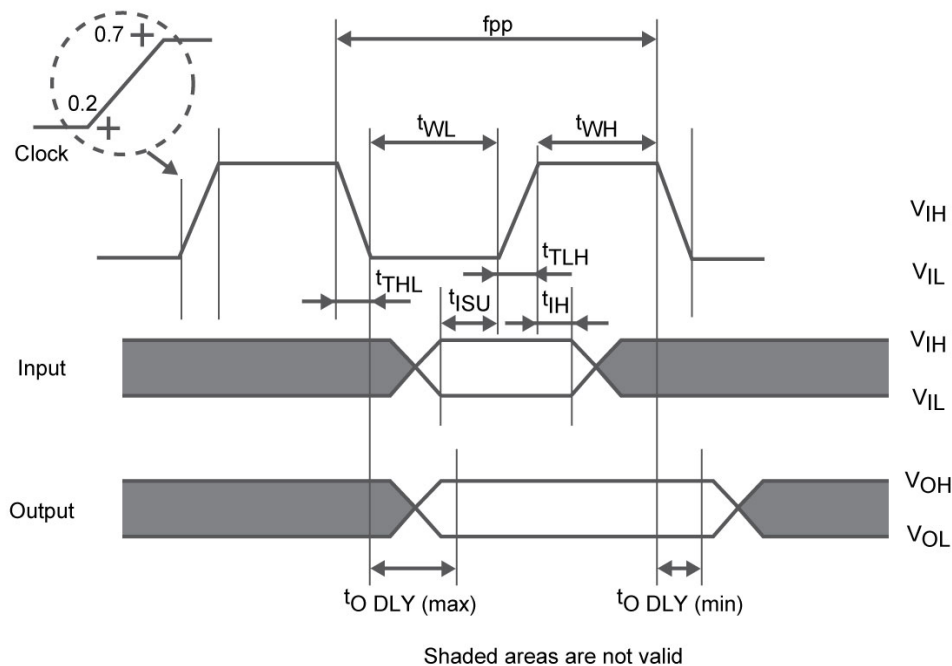 0.7
0.2
fpp
tWL
tWH
Clock
VIH
tTLH
VIL
tTHL
tISU
tIH
VIH
Input
VIL
VOH
Output
VOL
tO DLY (max)
tO DLY (min)
Shaded areas are not valid